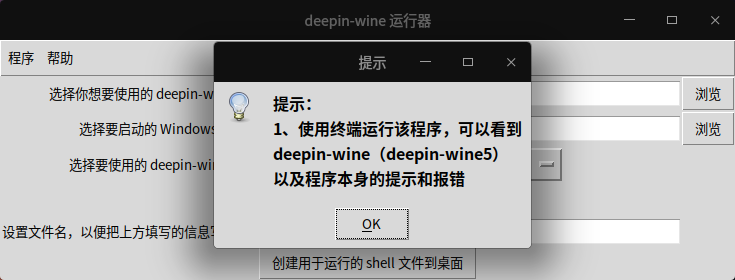 deepin-wine 运行器
程序 帮助
提示
选择你想要使用的 deepin-w
浏览
选择要启动的 Windows
浏览
选择要使用的 deepin-win
提示：
1、使用终端运行该程序，可以看到
deepin-wine（deepin-wine5）
以及程序本身的提示和报错
OK
设置文件名，以便把上方填写的信息写
创建用于运行的 shell 文件到桌面